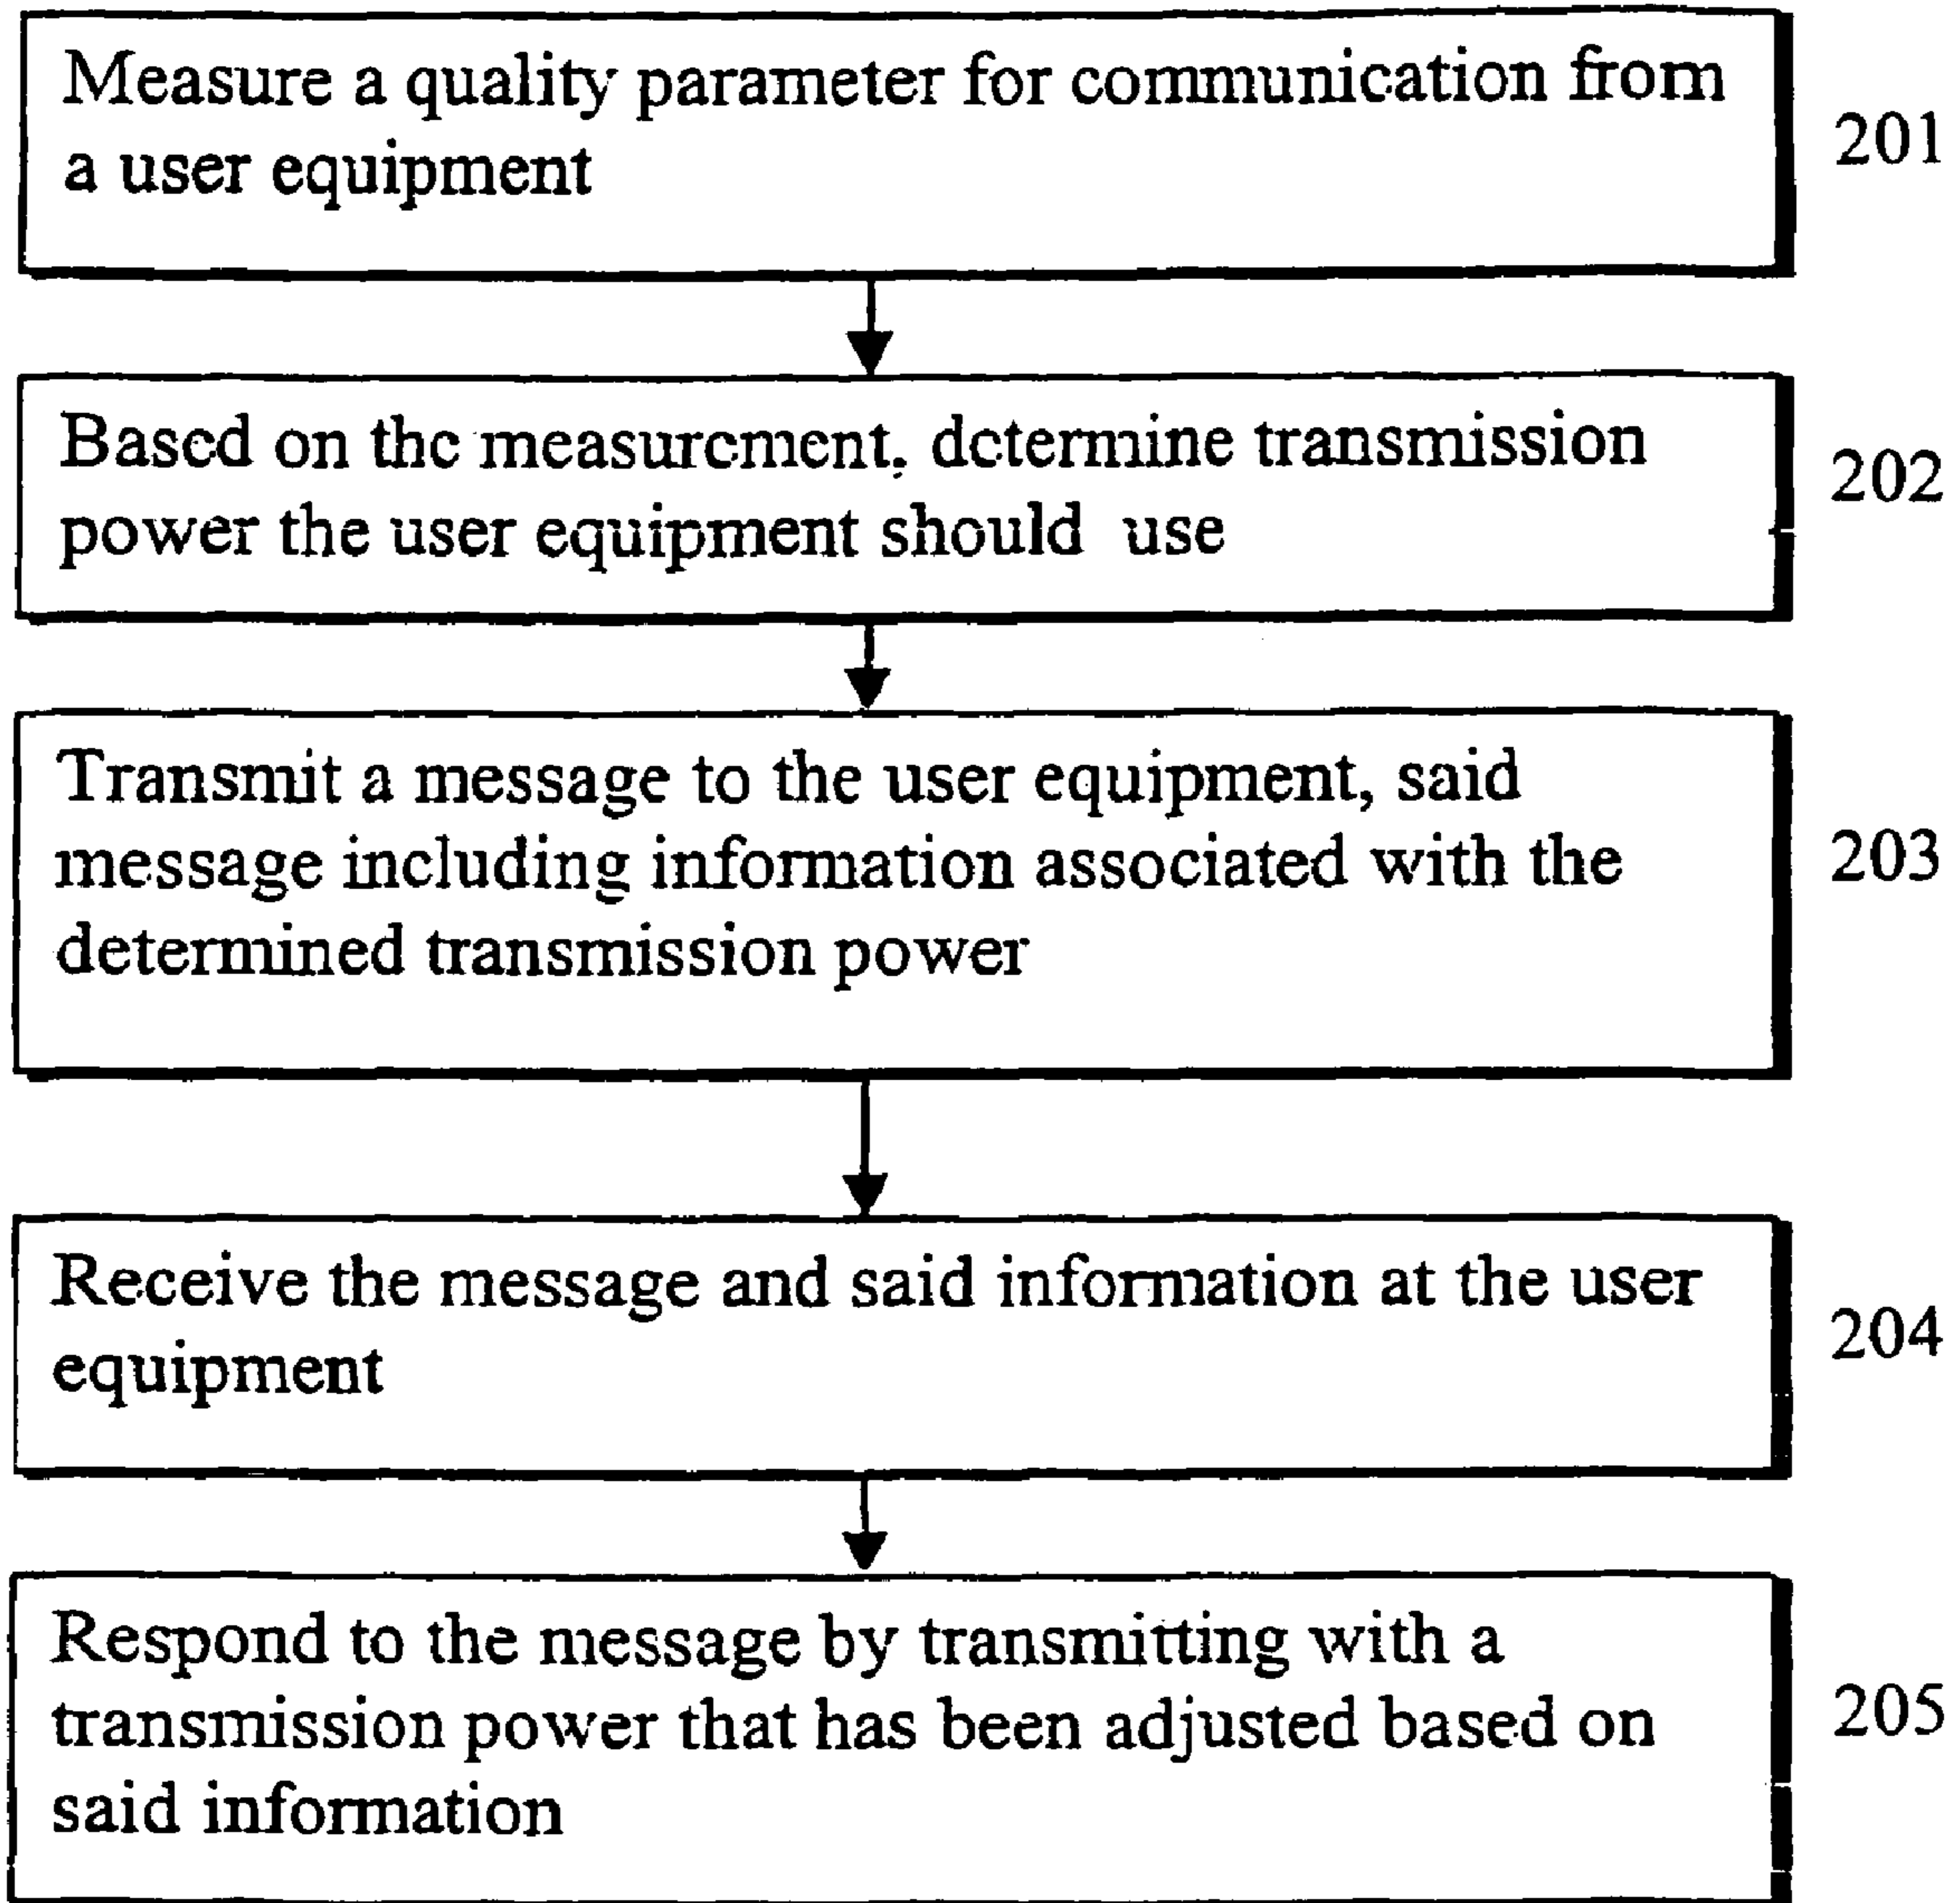 Measure a quality parameter for communication from
a user equipment
201
Based on the measurement, determine transmission
power the user equipment should use
202
Transmit a message to the user equipment, said
message including information associated with the
determined transmission power
203
Receive the message and said information at the user
equipment
204
Respond to the message by transmitting with a
transmission power that has been adjusted based on
said information
205